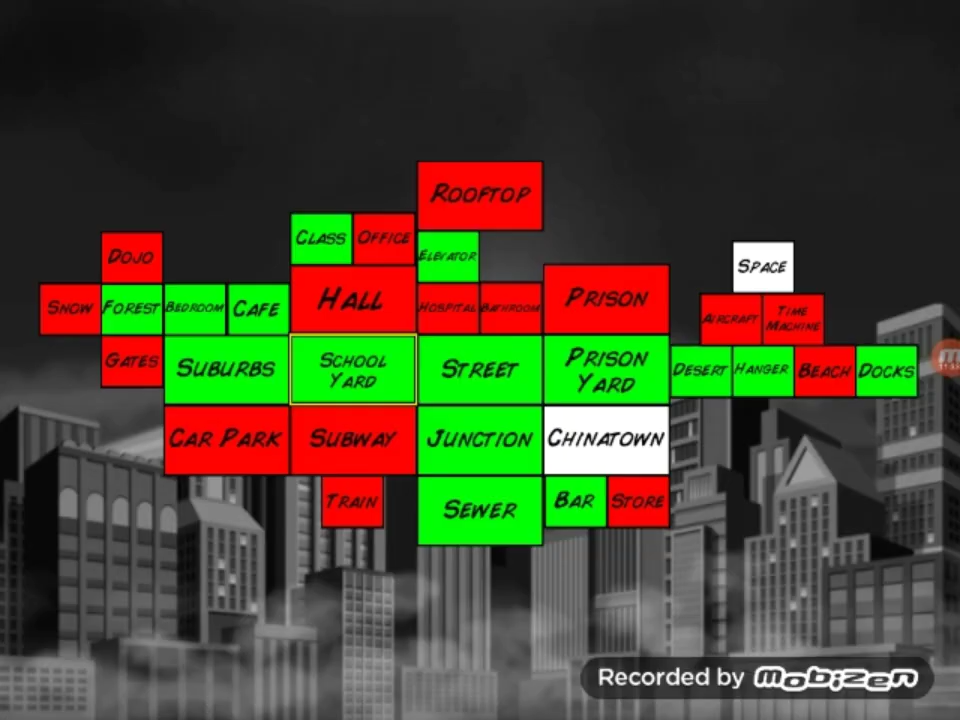 Rooftop
Class
Office
Elevator
Dojo
Space
Hall
Prison
Snow
Forest
Bedroom
Cafe
Hospital
Bathroom
Aircraft
Time
Machine
Gates
Suburbs
School
Yard
Street
Prison
Yard
Desert
Hanger
Beach
Docks
Car Park
Subway
Junction
Chinatown
Train
Sewer
Bar
Store
Recorded by Mobizen